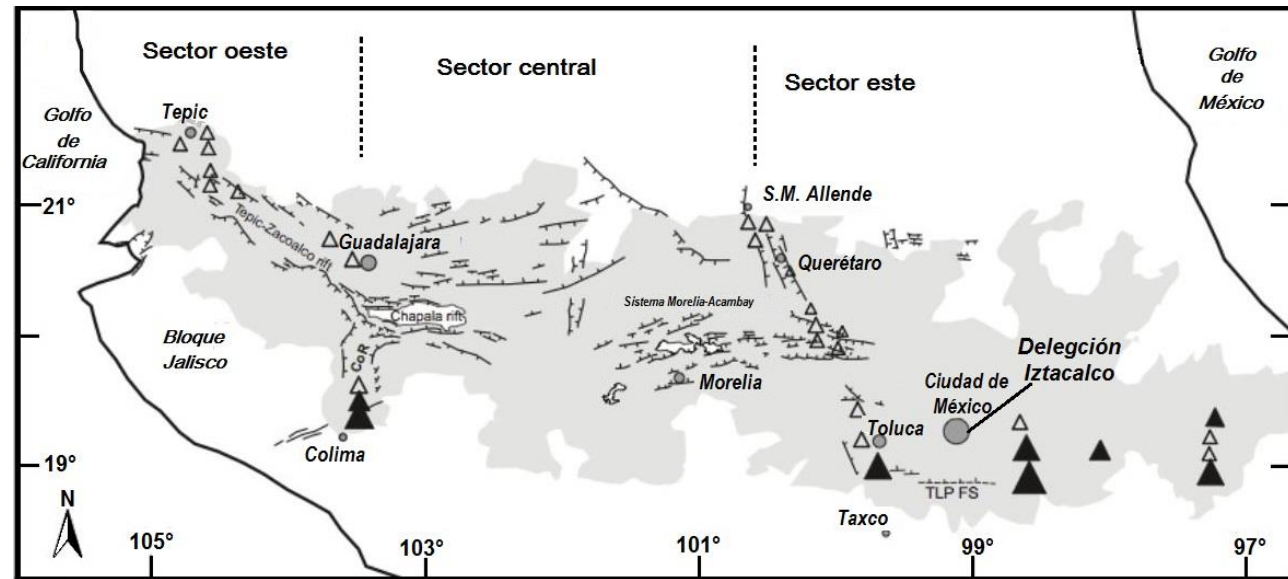 Sector oeste
Sector central
Sector este
Golfo
de
California
Golfo
de
México
Tepic
21°
S.M. Allende
Tepic-Zacoalco rift
Guadalajara
Querétaro
Chapala rift
Sistema Morelia-Acambay
Bloque
Jalisco
CoR
Morelia
Delegción
Iztacalco
Ciudad de
México
Toluca
Colima
19°
TLP FS
Taxco
N
105°
103°
101°
99°
97°